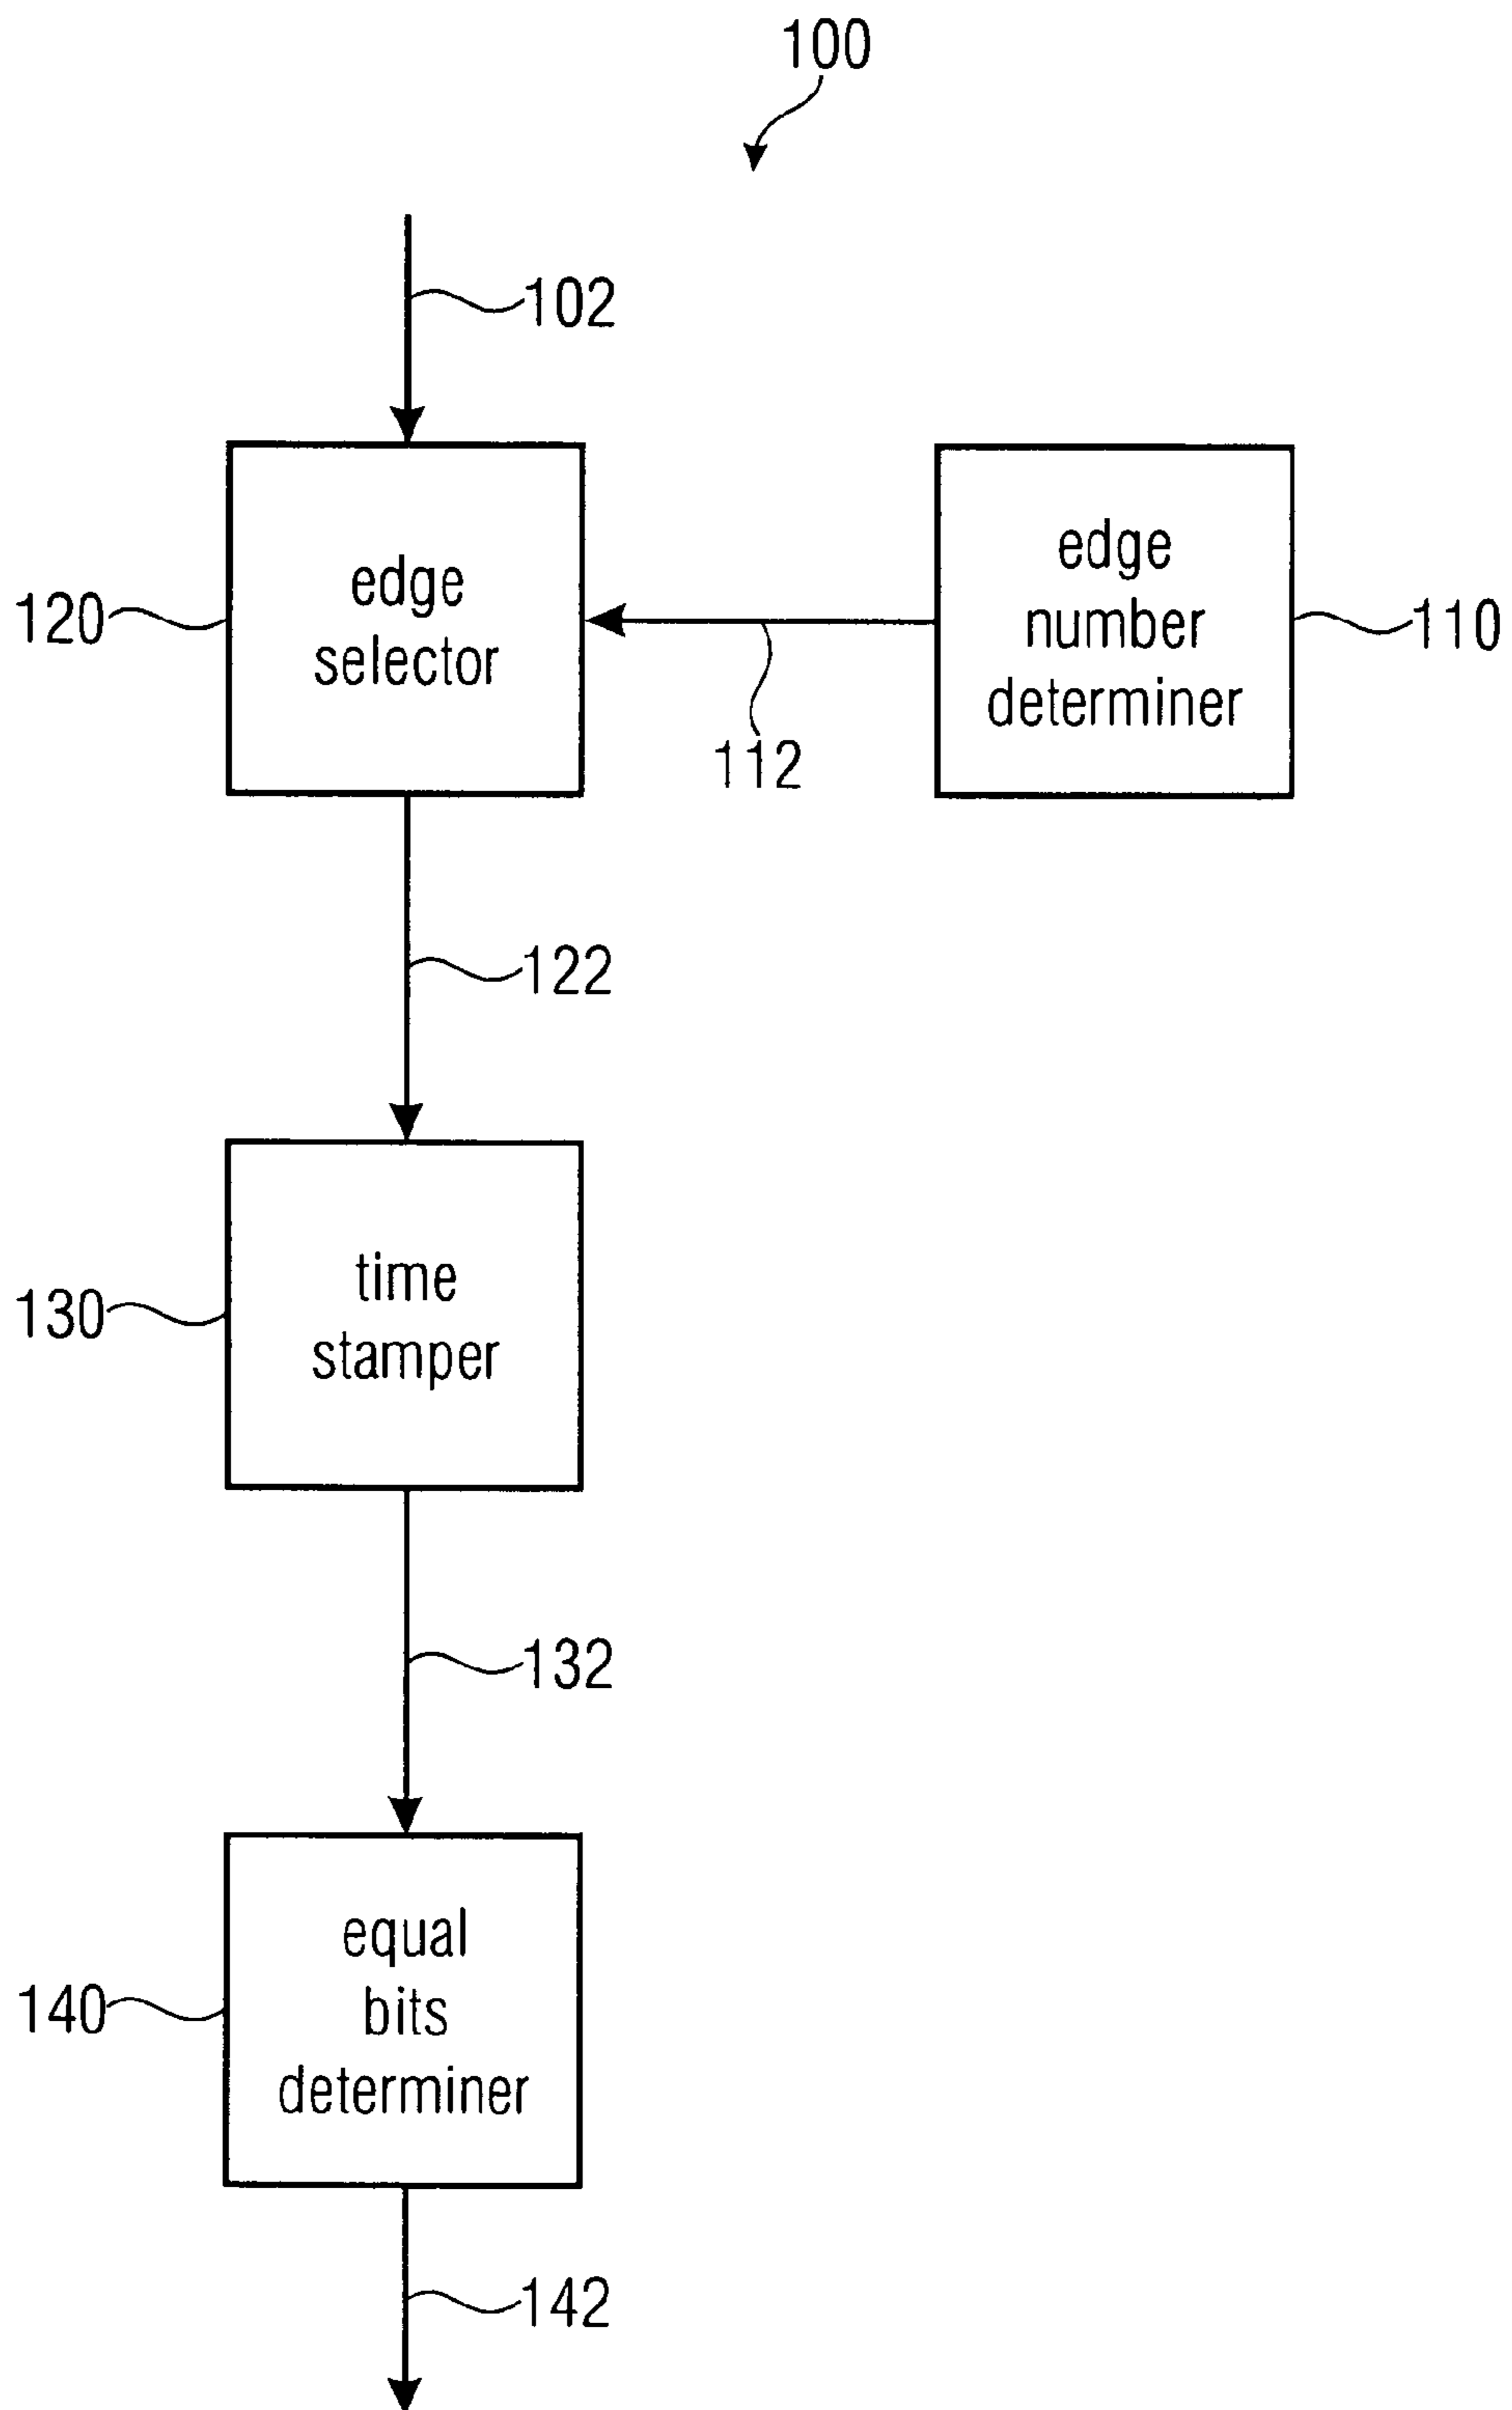 100
102
edge
selector
120
edge
number
determiner
110
112
122
time
stamper
130
132
equal
bits
determiner
140
142